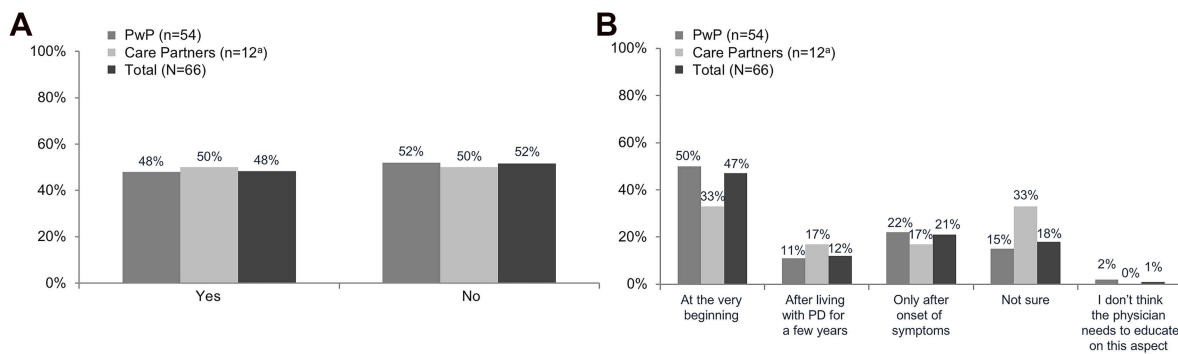 A
PwP (n=54)
Care Partners (n=12ᵃ)
Total (N=66)
100%
80%
60%
40%
20%
0%
48%
50%
48%
52%
50%
52%
Yes
No
B
PwP (n=54)
Care Partners (n=12ᵃ)
Total (N=66)
100%
80%
60%
40%
20%
0%
50%
33%
47%
11%
17%
12%
22%
17%
21%
15%
33%
18%
2%
0%
1%
At the very
beginning
After living
with PD for
a few years
Only after
onset of
symptoms
Not sure
I don't think
the physician
needs to educate
on this aspect